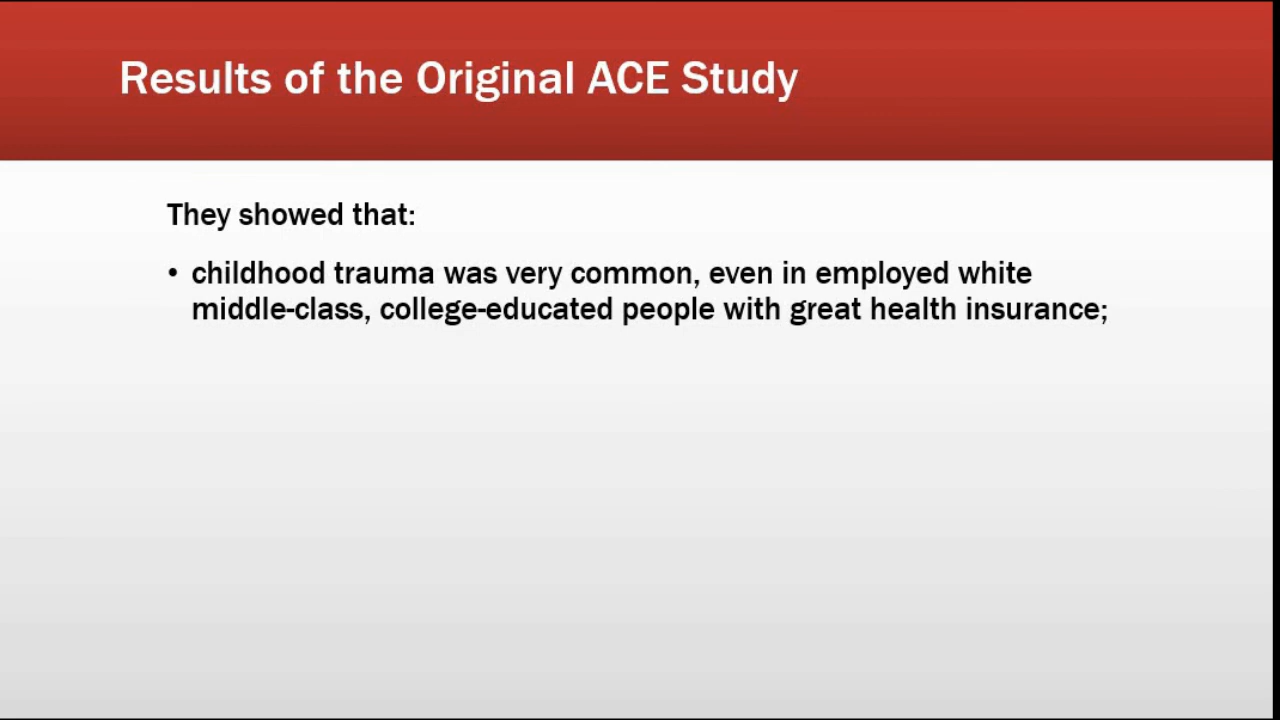 Results of the Original ACE Study
They showed that:
• childhood trauma was very common, even in employed white
middle-class, college-educated people with great health insurance;